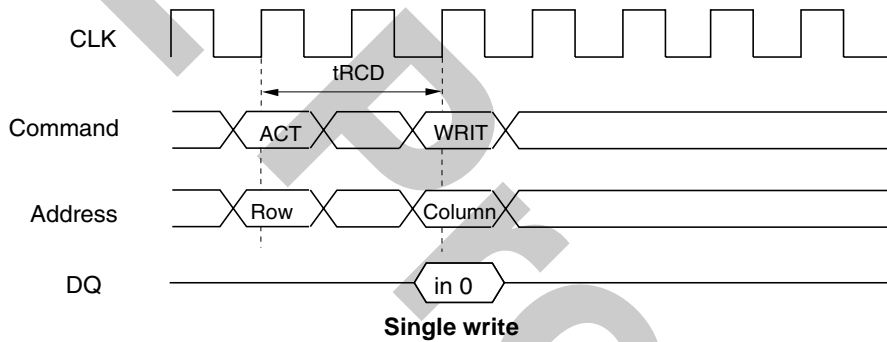 CLK
tRCD
Command ACT WRIT
Address Row Column
DQ in 0
Single write